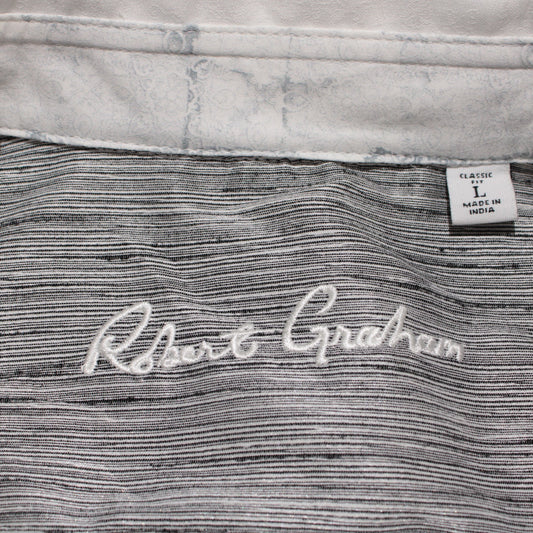 CLASSIC
FIT
L
MADE IN
INDIA
Robert Graham